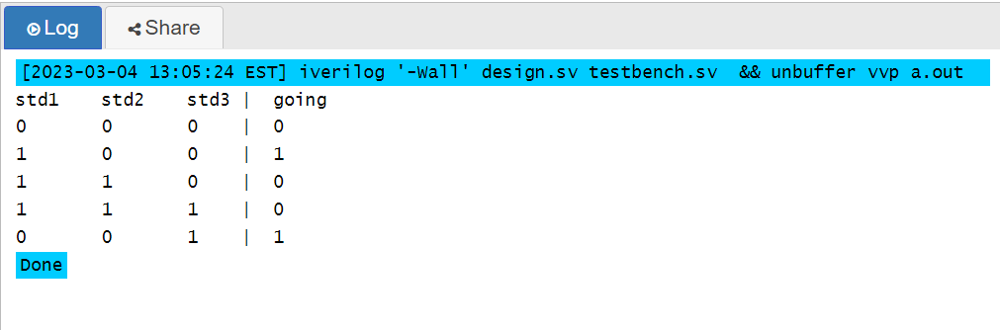 Log Share
[2023-03-04 13:05:24 EST] iverilog '-Wall' design.sv testbench.sv  && unbuffer vvp a.out
std1    std2    std3 |  going
0       0       0    |  0
1       0       0    |  1
1       1       0    |  0
1       1       1    |  0
0       0       1    |  1
Done